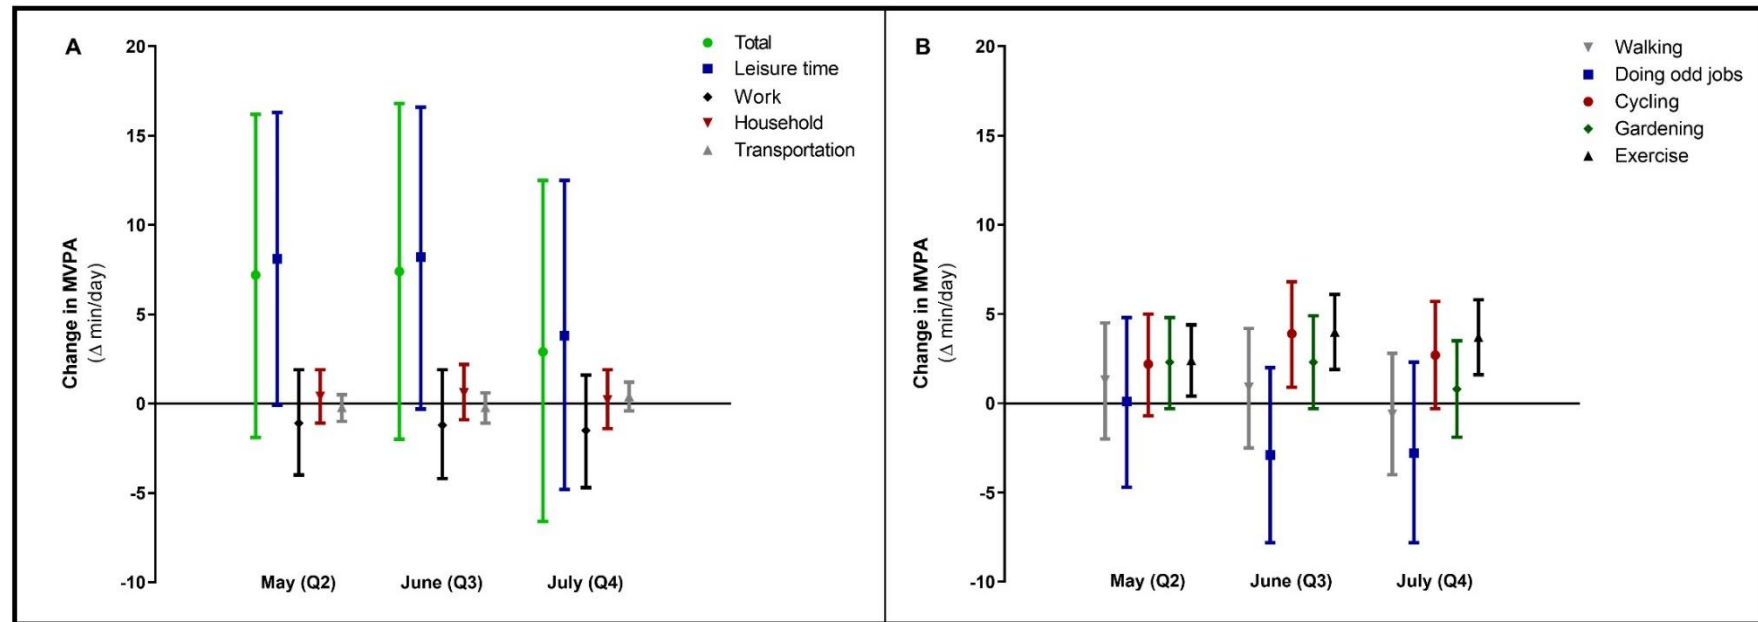 A
20
15
10
5
0
-5
-10
Change in MVPA
(Δ min/day)
Total
Leisure time
Work
Household
Transportation
May (Q2)
June (Q3)
July (Q4)
B
20
15
10
5
0
-5
-10
Change in MVPA
(Δ min/day)
Walking
Doing odd jobs
Cycling
Gardening
Exercise
May (Q2)
June (Q3)
July (Q4)